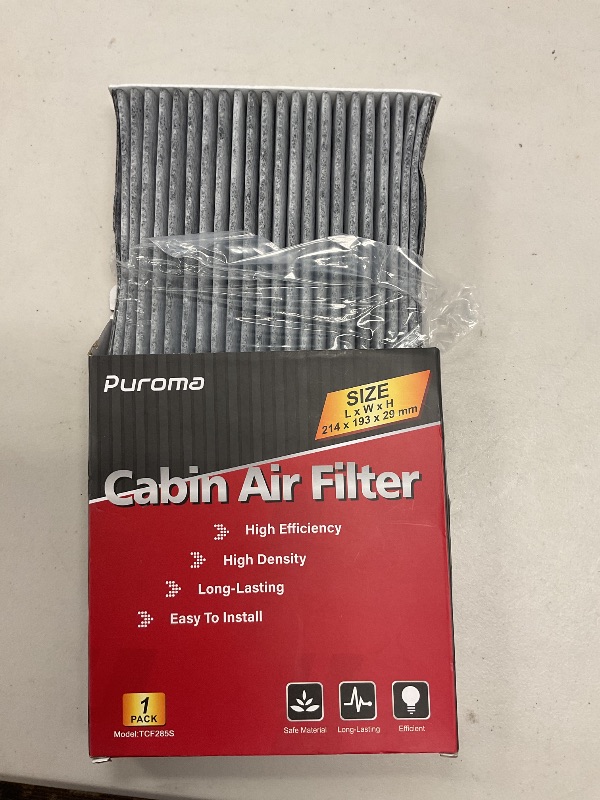 Puroma
SIZE
L x W x H
214 x 193 x 29 mm
Cabin Air Filter
High Efficiency
High Density
Long-Lasting
Easy To Install
1
PACK
Model:TCF285S
Safe Material
Long-Lasting
Efficient